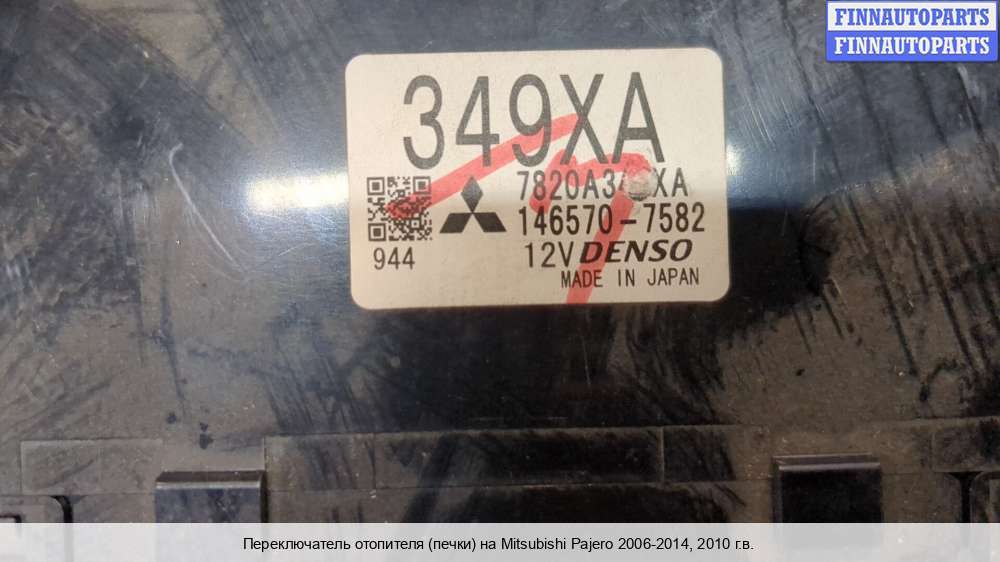 FINNAUTOPARTS
FINNAUTOPARTS
349XA
146570-7582
944
12V DENSO
MADE IN JAPAN
Переключатель отопителя (печки) на Mitsubishi Pajero 2006-2014, 2010 г.в.